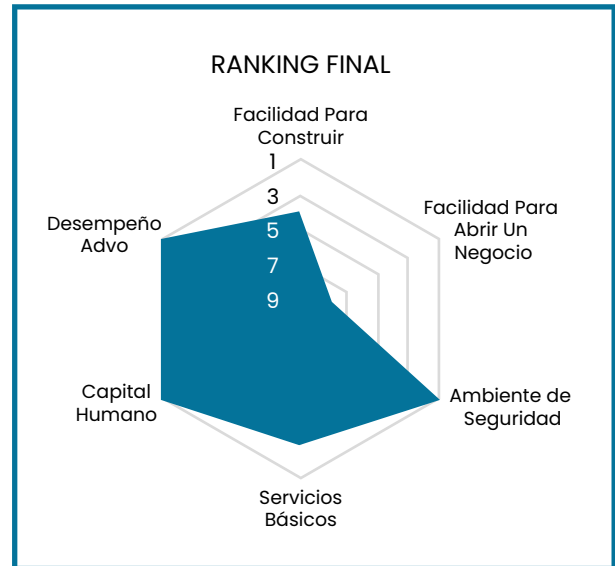 RANKING FINAL
Facilidad Para
Construir
1
3
5
7
9
Facilidad Para
Abrir Un
Negocio
Desempeño
Advo
Capital
Humano
Ambiente de
Seguridad
Servicios
Básicos